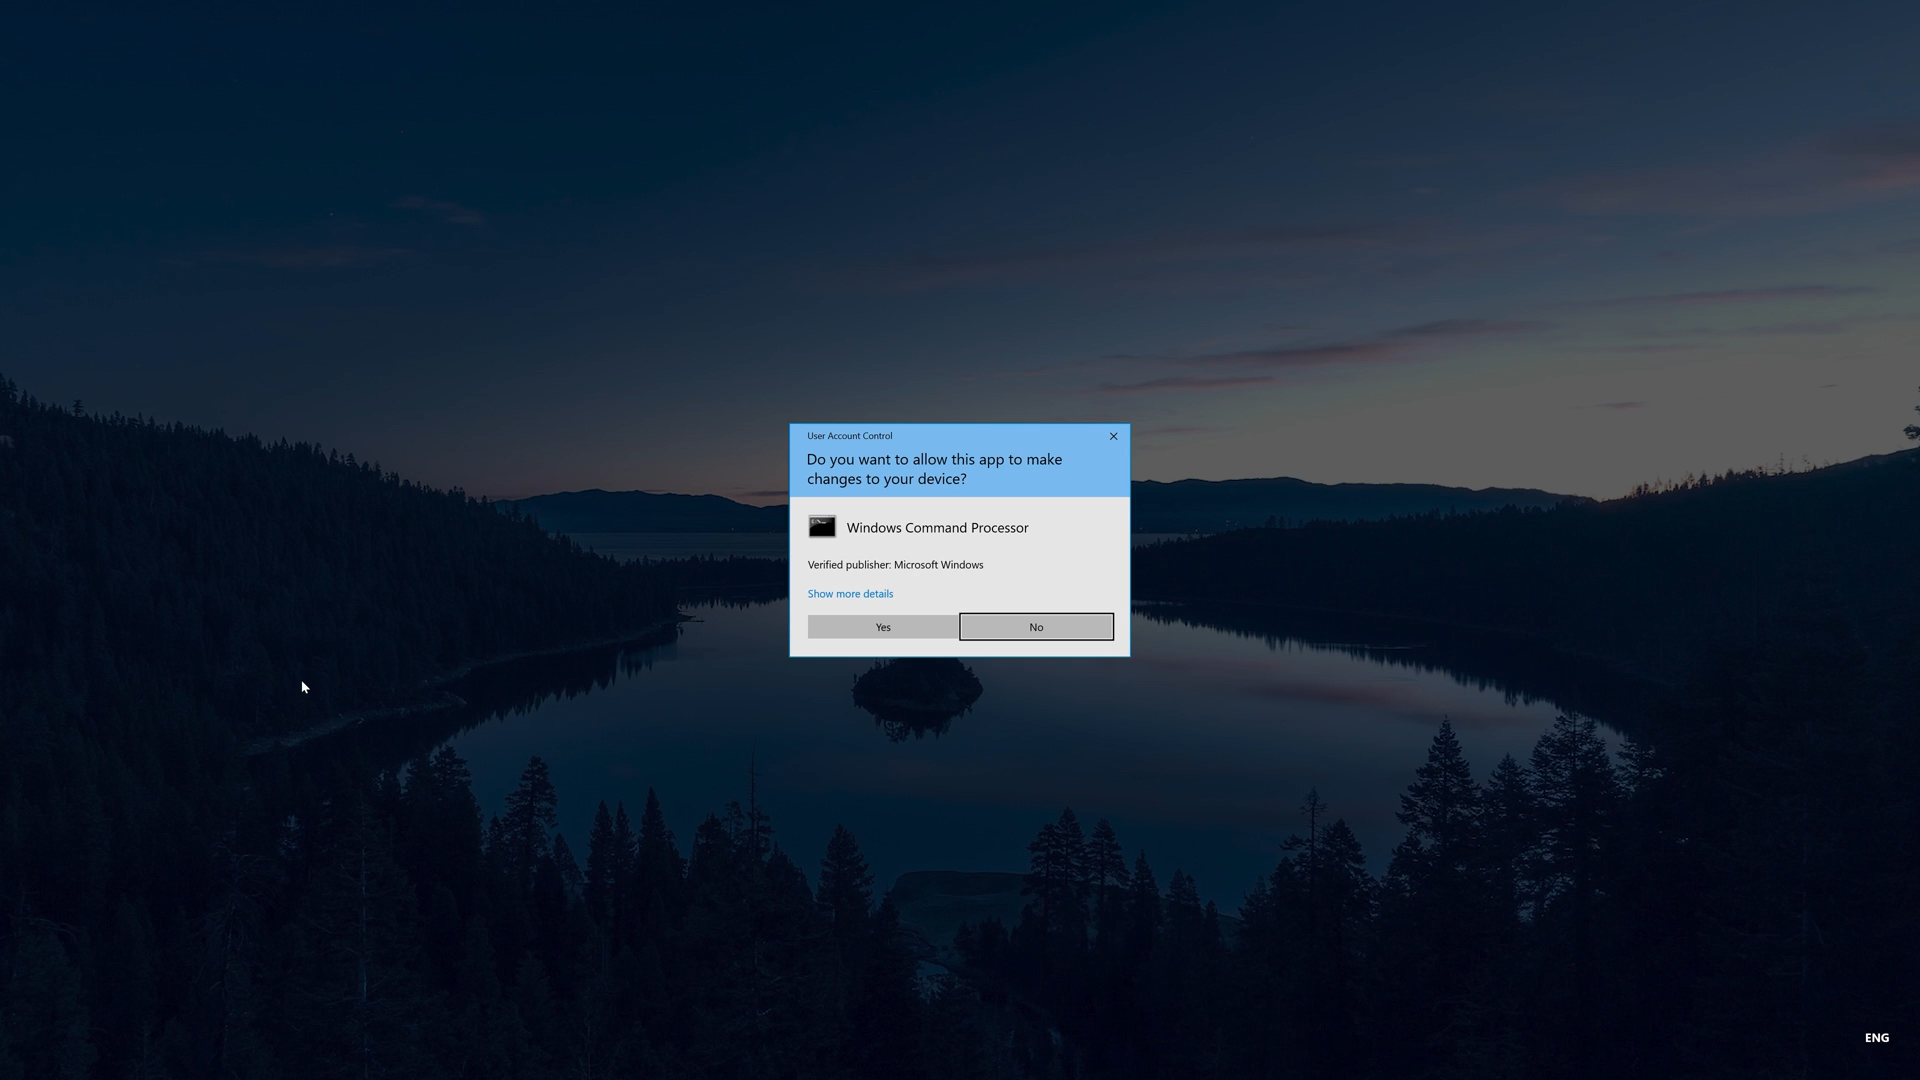 User Account Control
Do you want to allow this app to make
changes to your device?
Windows Command Processor
Verified publisher: Microsoft Windows
Show more details
Yes
No
ENG